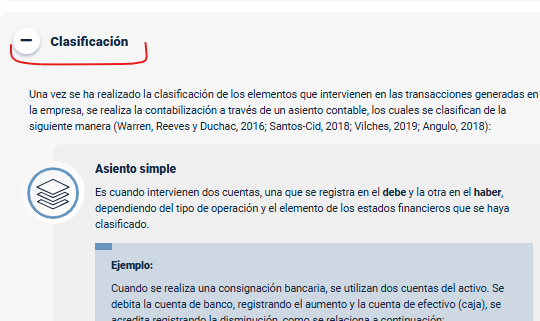 Clasificación
Una vez se ha realizado la clasificación de los elementos que intervienen en las transacciones generadas en
la empresa, se realiza la contabilización a través de un asiento contable, los cuales se clasifican de la
siguiente manera (Warren, Reeves y Duchac, 2016; Santos-Cid, 2018; Vilches, 2019; Angulo, 2018):
Asiento simple
Es cuando intervienen dos cuentas, una que se registra en el debe y la otra en el haber,
dependiendo del tipo de operación y el elemento de los estados financieros que se haya
clasificado.
Ejemplo:
Cuando se realiza una consignación bancaria, se utilizan dos cuentas del activo. Se
debita la cuenta de banco, registrando el aumento y la cuenta de efectivo (caja), se
acredita registrando la disminución, como se relaciona a continuación: